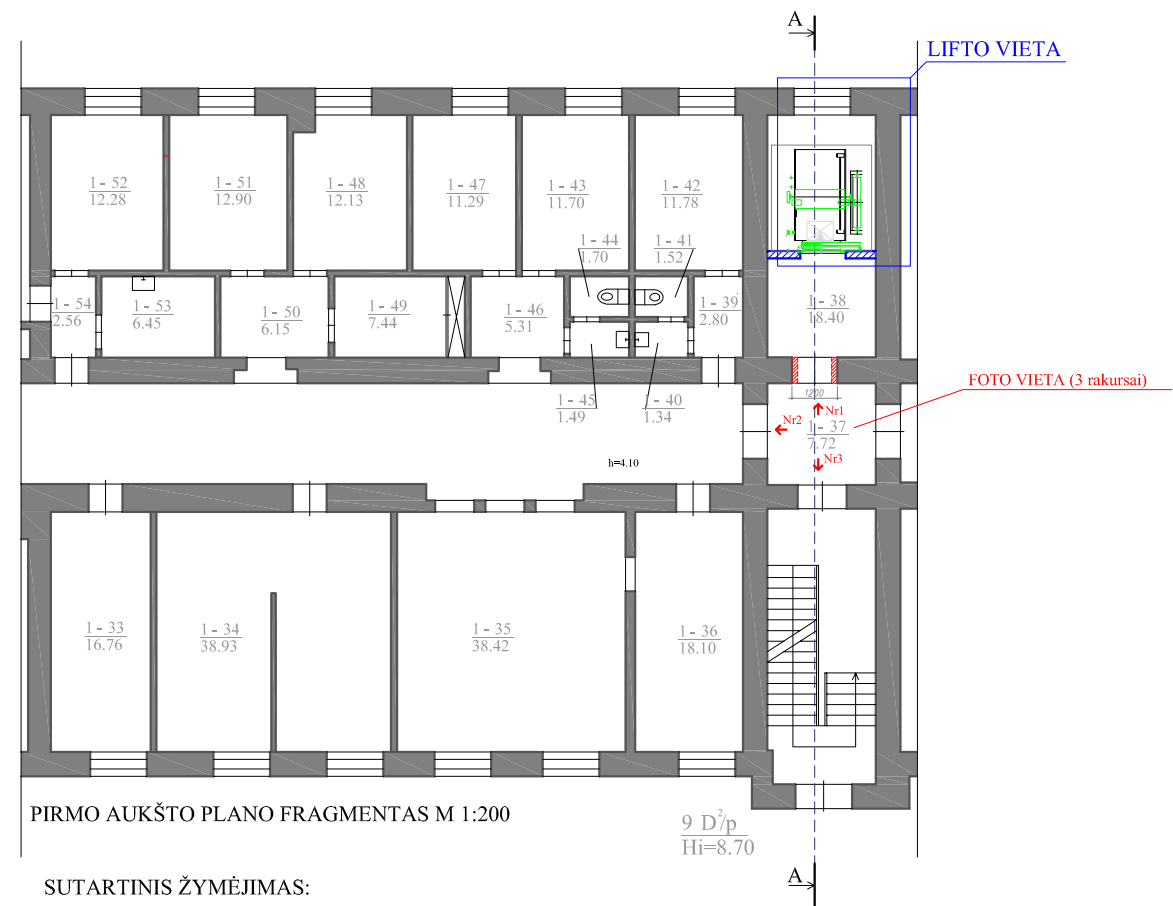 A
LIFTO VIETA
1 - 52
12.28
1 - 51
12.90
1 - 48
12.13
1 - 47
11.29
1 - 43
11.70
1 - 42
11.78
1 - 44
1.70
1 - 41
1.52
1 - 54
2.56
1 - 53
6.45
1 - 50
6.15
1 - 49
7.44
1 - 46
5.31
1 - 39
2.80
1 - 38
18.40
1 - 45
1.49
1 - 40
1.34
1200
FOTO VIETA (3 rakursai)
Nr1
Nr2
1 - 37
7.72
Nr3
h=4.10
1 - 33
16.76
1 - 34
38.93
1 - 35
38.42
1 - 36
18.10
PIRMO AUKŠTO PLANO FRAGMENTAS M 1:200
9 D²/p
Hi=8.70
A
SUTARTINIS ŽYMĖJIMAS: